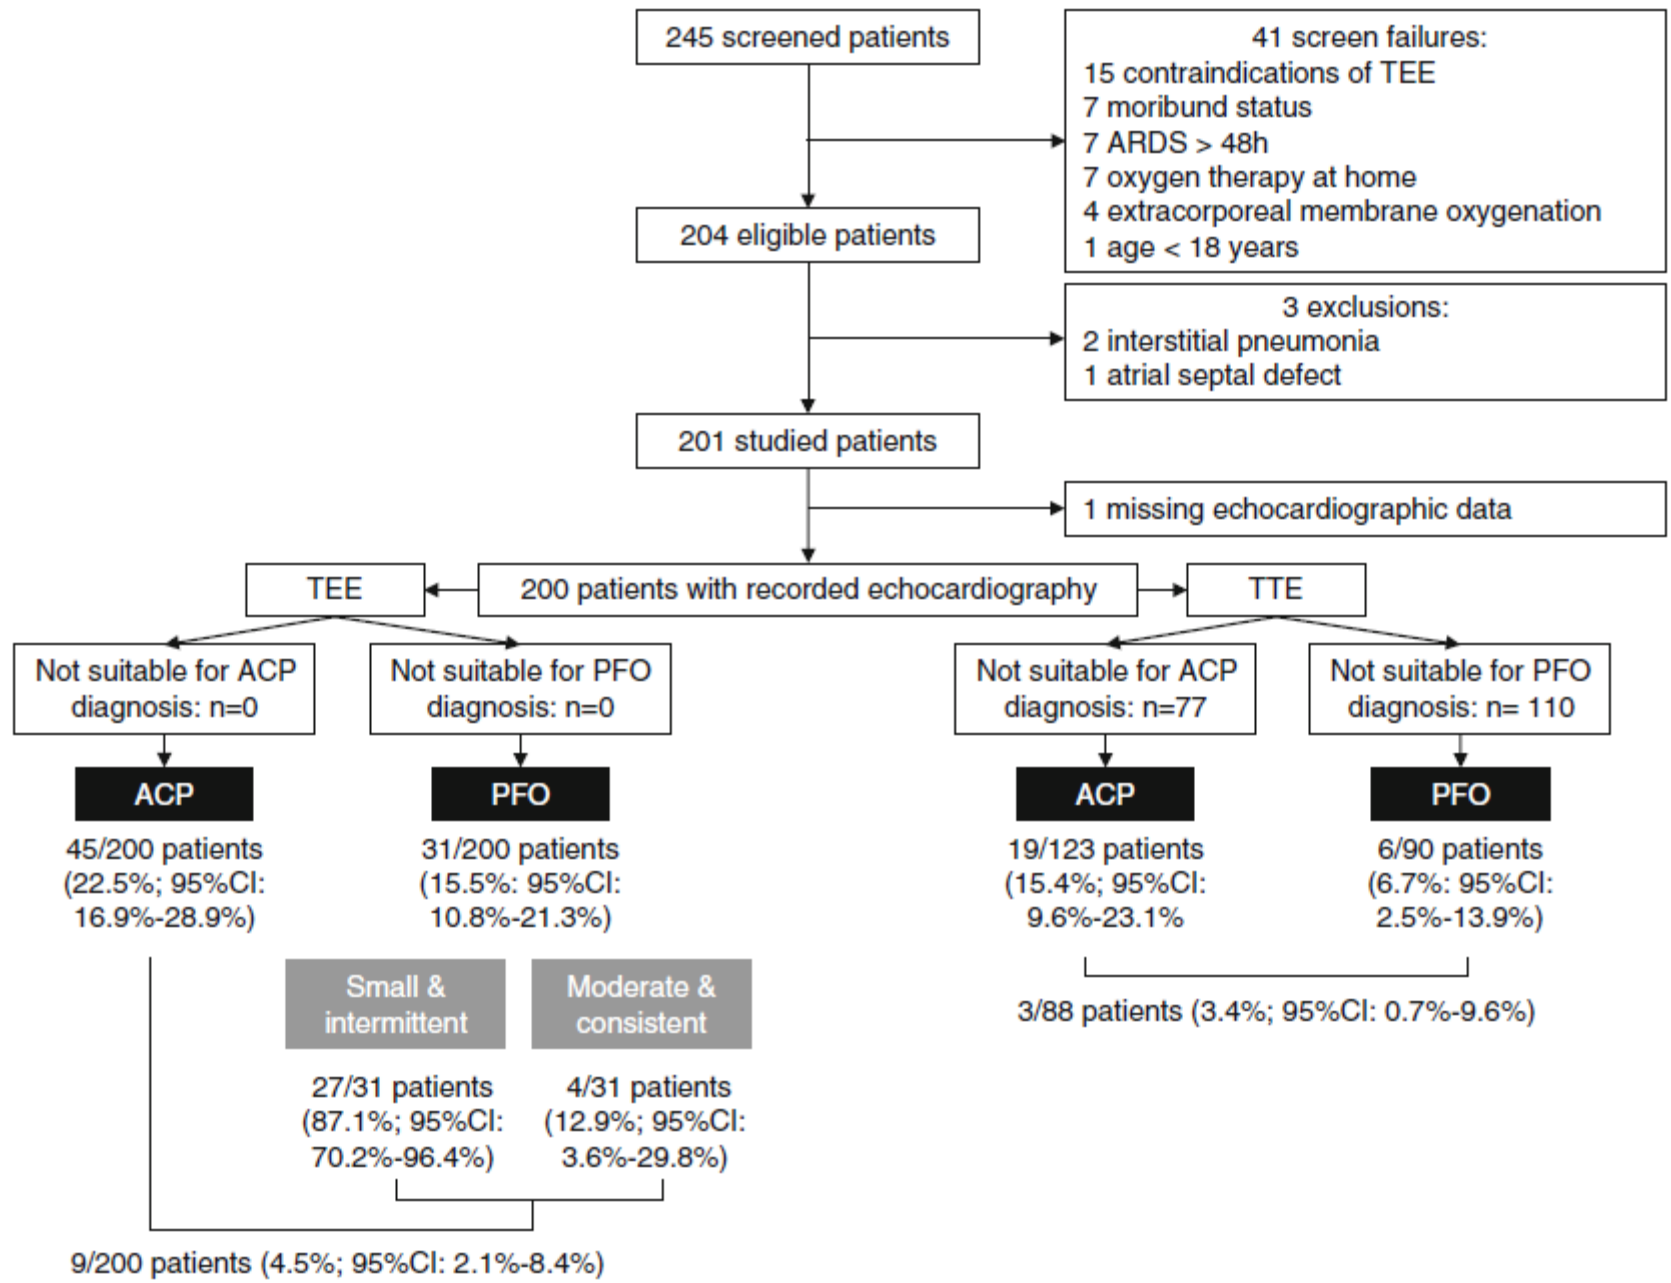 245 screened patients
41 screen failures:
15 contraindications of TEE
7 moribund status
7 ARDS > 48h
7 oxygen therapy at home
4 extracorporeal membrane oxygenation
1 age < 18 years
204 eligible patients
3 exclusions:
2 interstitial pneumonia
1 atrial septal defect
201 studied patients
1 missing echocardiographic data
TEE
200 patients with recorded echocardiography
TTE
Not suitable for ACP
diagnosis: n=0
Not suitable for PFO
diagnosis: n=0
Not suitable for ACP
diagnosis: n=77
Not suitable for PFO
diagnosis: n= 110
ACP
45/200 patients
(22.5%; 95%CI:
16.9%-28.9%)
PFO
31/200 patients
(15.5%: 95%CI:
10.8%-21.3%)
ACP
19/123 patients
(15.4%; 95%CI:
9.6%-23.1%
PFO
6/90 patients
(6.7%: 95%CI:
2.5%-13.9%)
Small &
intermittent
27/31 patients
(87.1%; 95%CI:
70.2%-96.4%)
Moderate &
consistent
4/31 patients
(12.9%; 95%CI:
3.6%-29.8%)
3/88 patients (3.4%; 95%CI: 0.7%-9.6%)
9/200 patients (4.5%; 95%CI: 2.1%-8.4%)